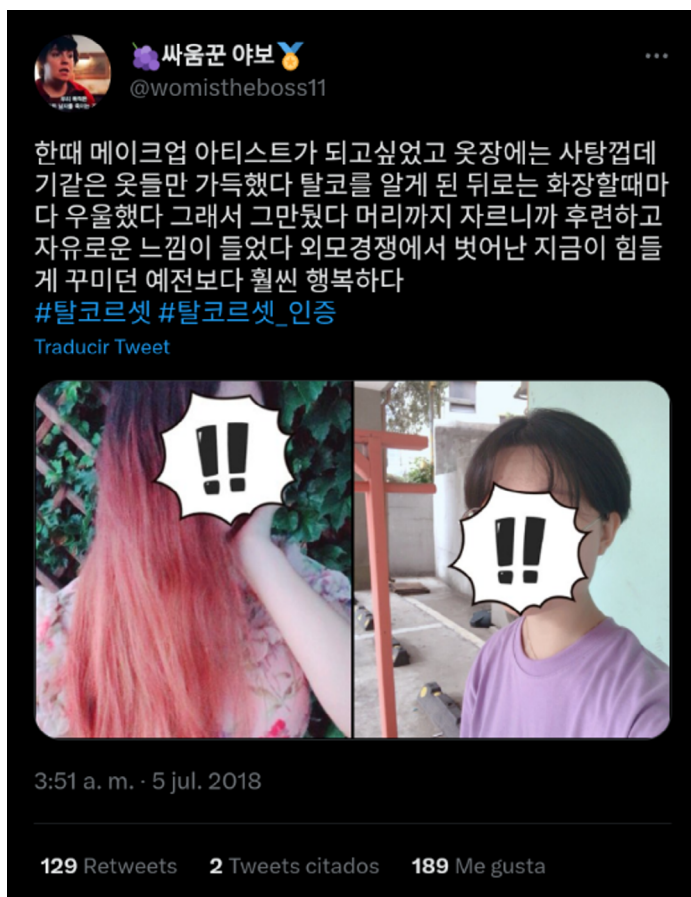 🍇싸움꾼 야보🏅
@womistheboss11
한때 메이크업 아티스트가 되고싶었고 옷장에는 사탕껍데
기같은 옷들만 가득했다 탈코를 알게 된 뒤로는 화장할때마
다 우울했다 그래서 그만뒀다 머리까지 자르니까 후련하고
자유로운 느낌이 들었다 외모경쟁에서 벗어난 지금이 힘들
게 꾸미던 예전보다 훨씬 행복하다
#탈코르셋 #탈코르셋_인증
Traducir Tweet
!! !!
3:51 a. m. · 5 jul. 2018
129 Retweets 2 Tweets citados 189 Me gusta